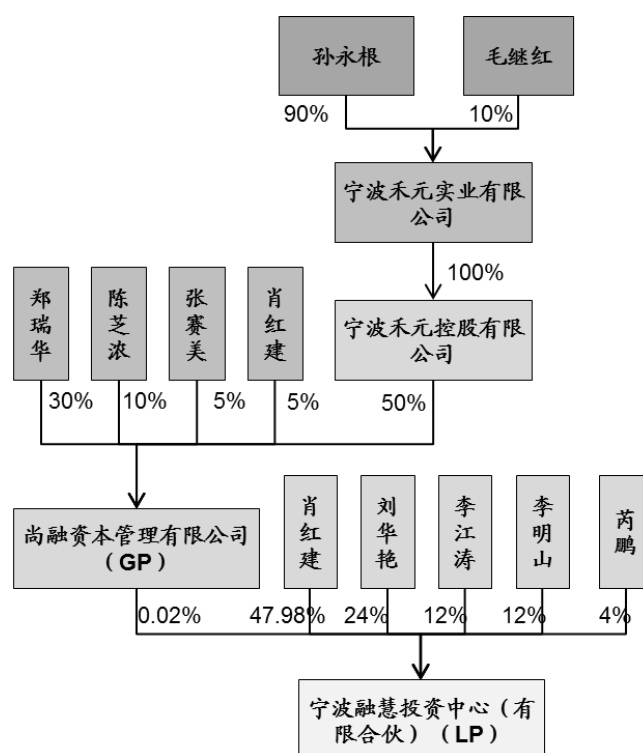 孙永根
毛继红
90%
10%
宁波禾元实业有限
公司
100%
郑瑞华
陈芝浓
张赛美
肖红建
宁波禾元控股有限
公司
30%
10%
5%
5%
50%
尚融资本管理有限公司
（GP）
肖红建
刘华艳
李江涛
李明山
芮鹏
0.02%
47.98%
24%
12%
12%
4%
宁波融慧投资中心（有
限合伙）（LP）